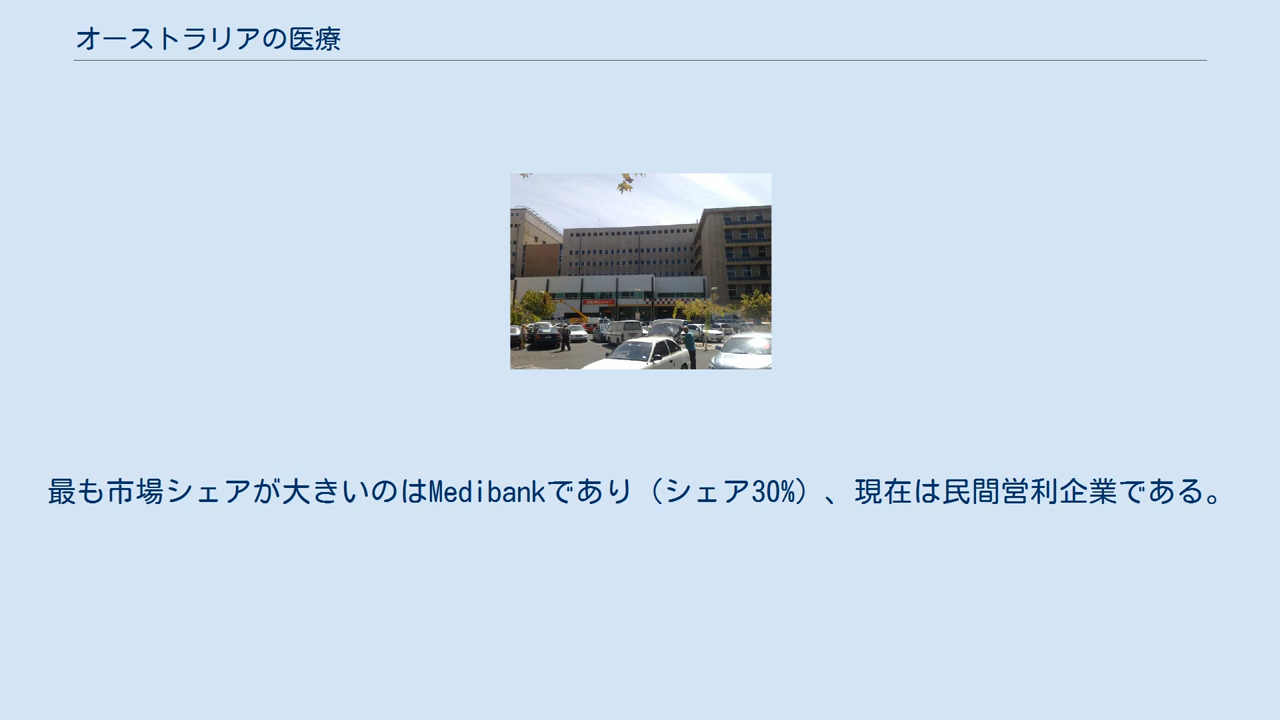 オーストラリアの医療
最も市場シェアが大きいのはMedibankであり（シェア30%）、現在は民間営利企業である。